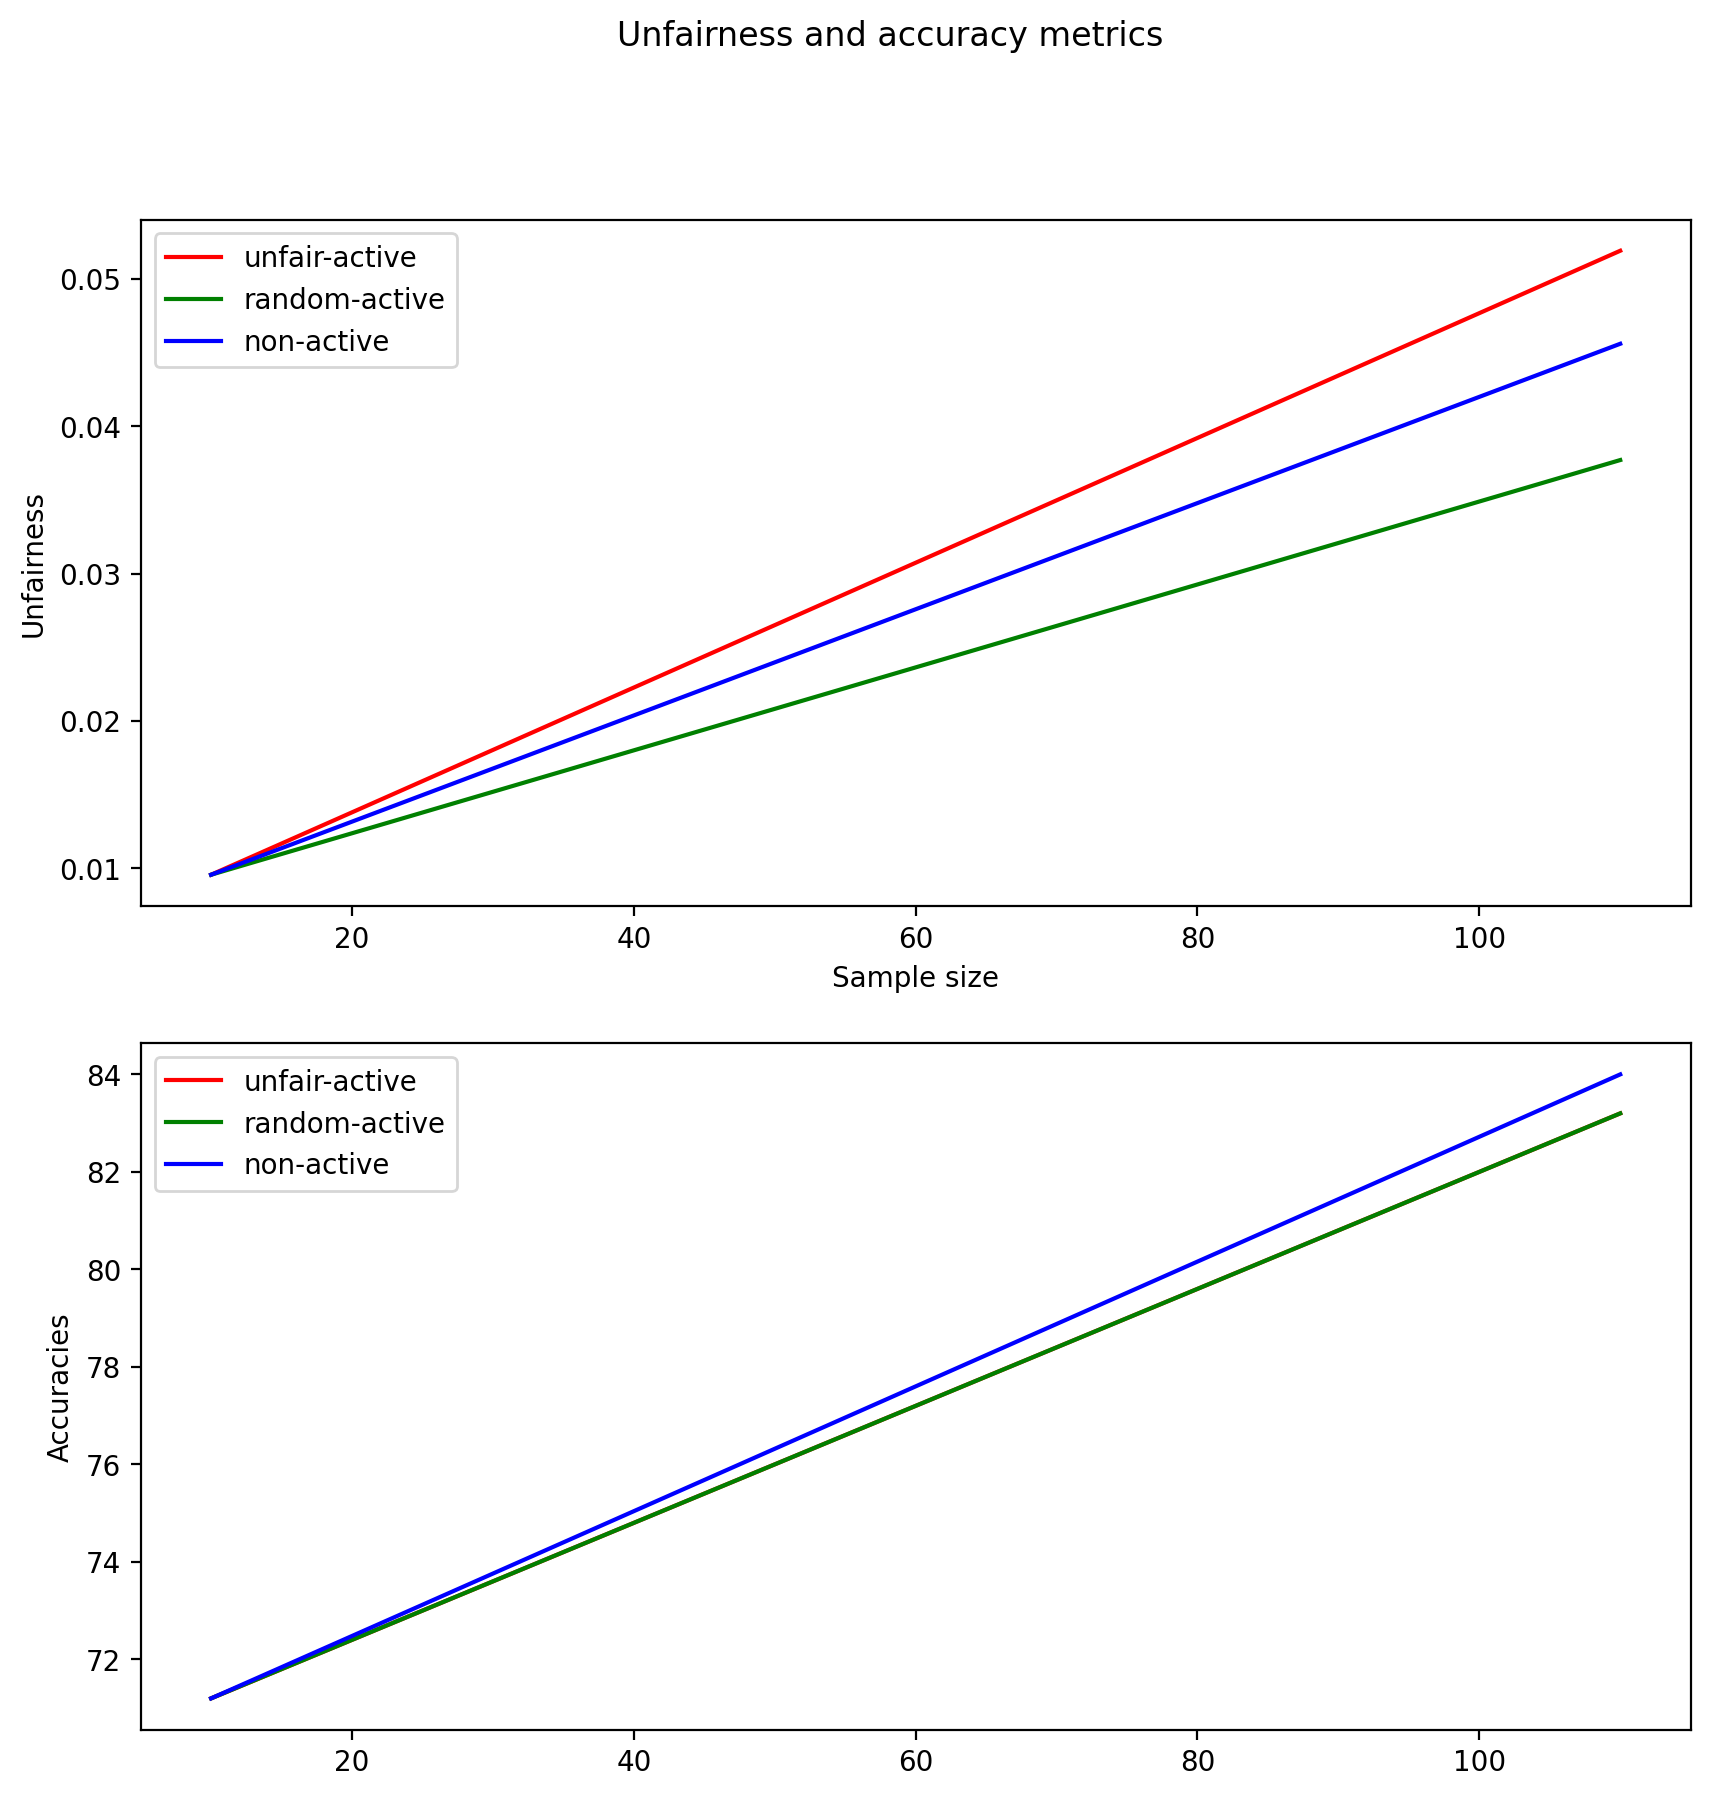 Unfairness and accuracy metrics
unfair-active
random-active
non-active
0.05
0.04
0.03
0.02
0.01
Unfairness
20 40 60 80 100
Sample size
unfair-active
random-active
non-active
84
82
80
78
76
74
72
Accuracies
20 40 60 80 100